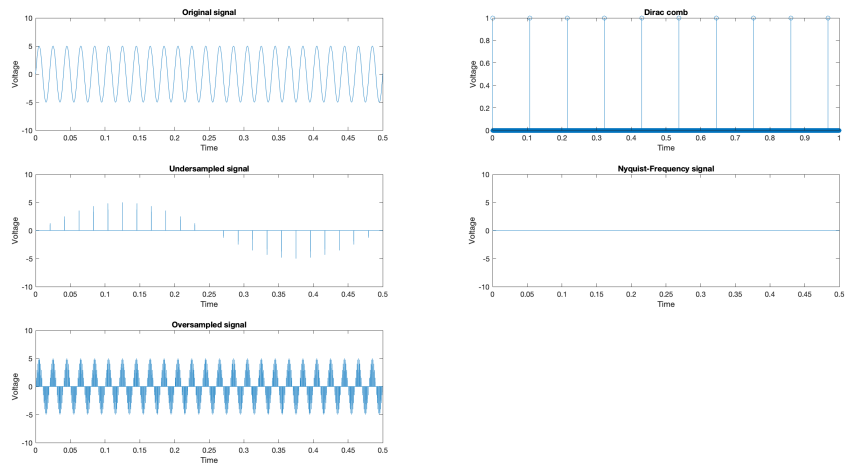 Original signal
Voltage
10
5
0
-5
-10
0 0.05 0.1 0.15 0.2 0.25 0.3 0.35 0.4 0.45 0.5
Time
Dirac comb
Voltage
1
0.8
0.6
0.4
0.2
0
0 0.1 0.2 0.3 0.4 0.5 0.6 0.7 0.8 0.9 1
Time
Undersampled signal
Voltage
10
5
0
-5
-10
0 0.05 0.1 0.15 0.2 0.25 0.3 0.35 0.4 0.45 0.5
Time
Nyquist-Frequency signal
Voltage
10
5
0
-5
-10
0 0.05 0.1 0.15 0.2 0.25 0.3 0.35 0.4 0.45 0.5
Time
Oversampled signal
Voltage
10
5
0
-5
-10
0 0.05 0.1 0.15 0.2 0.25 0.3 0.35 0.4 0.45 0.5
Time